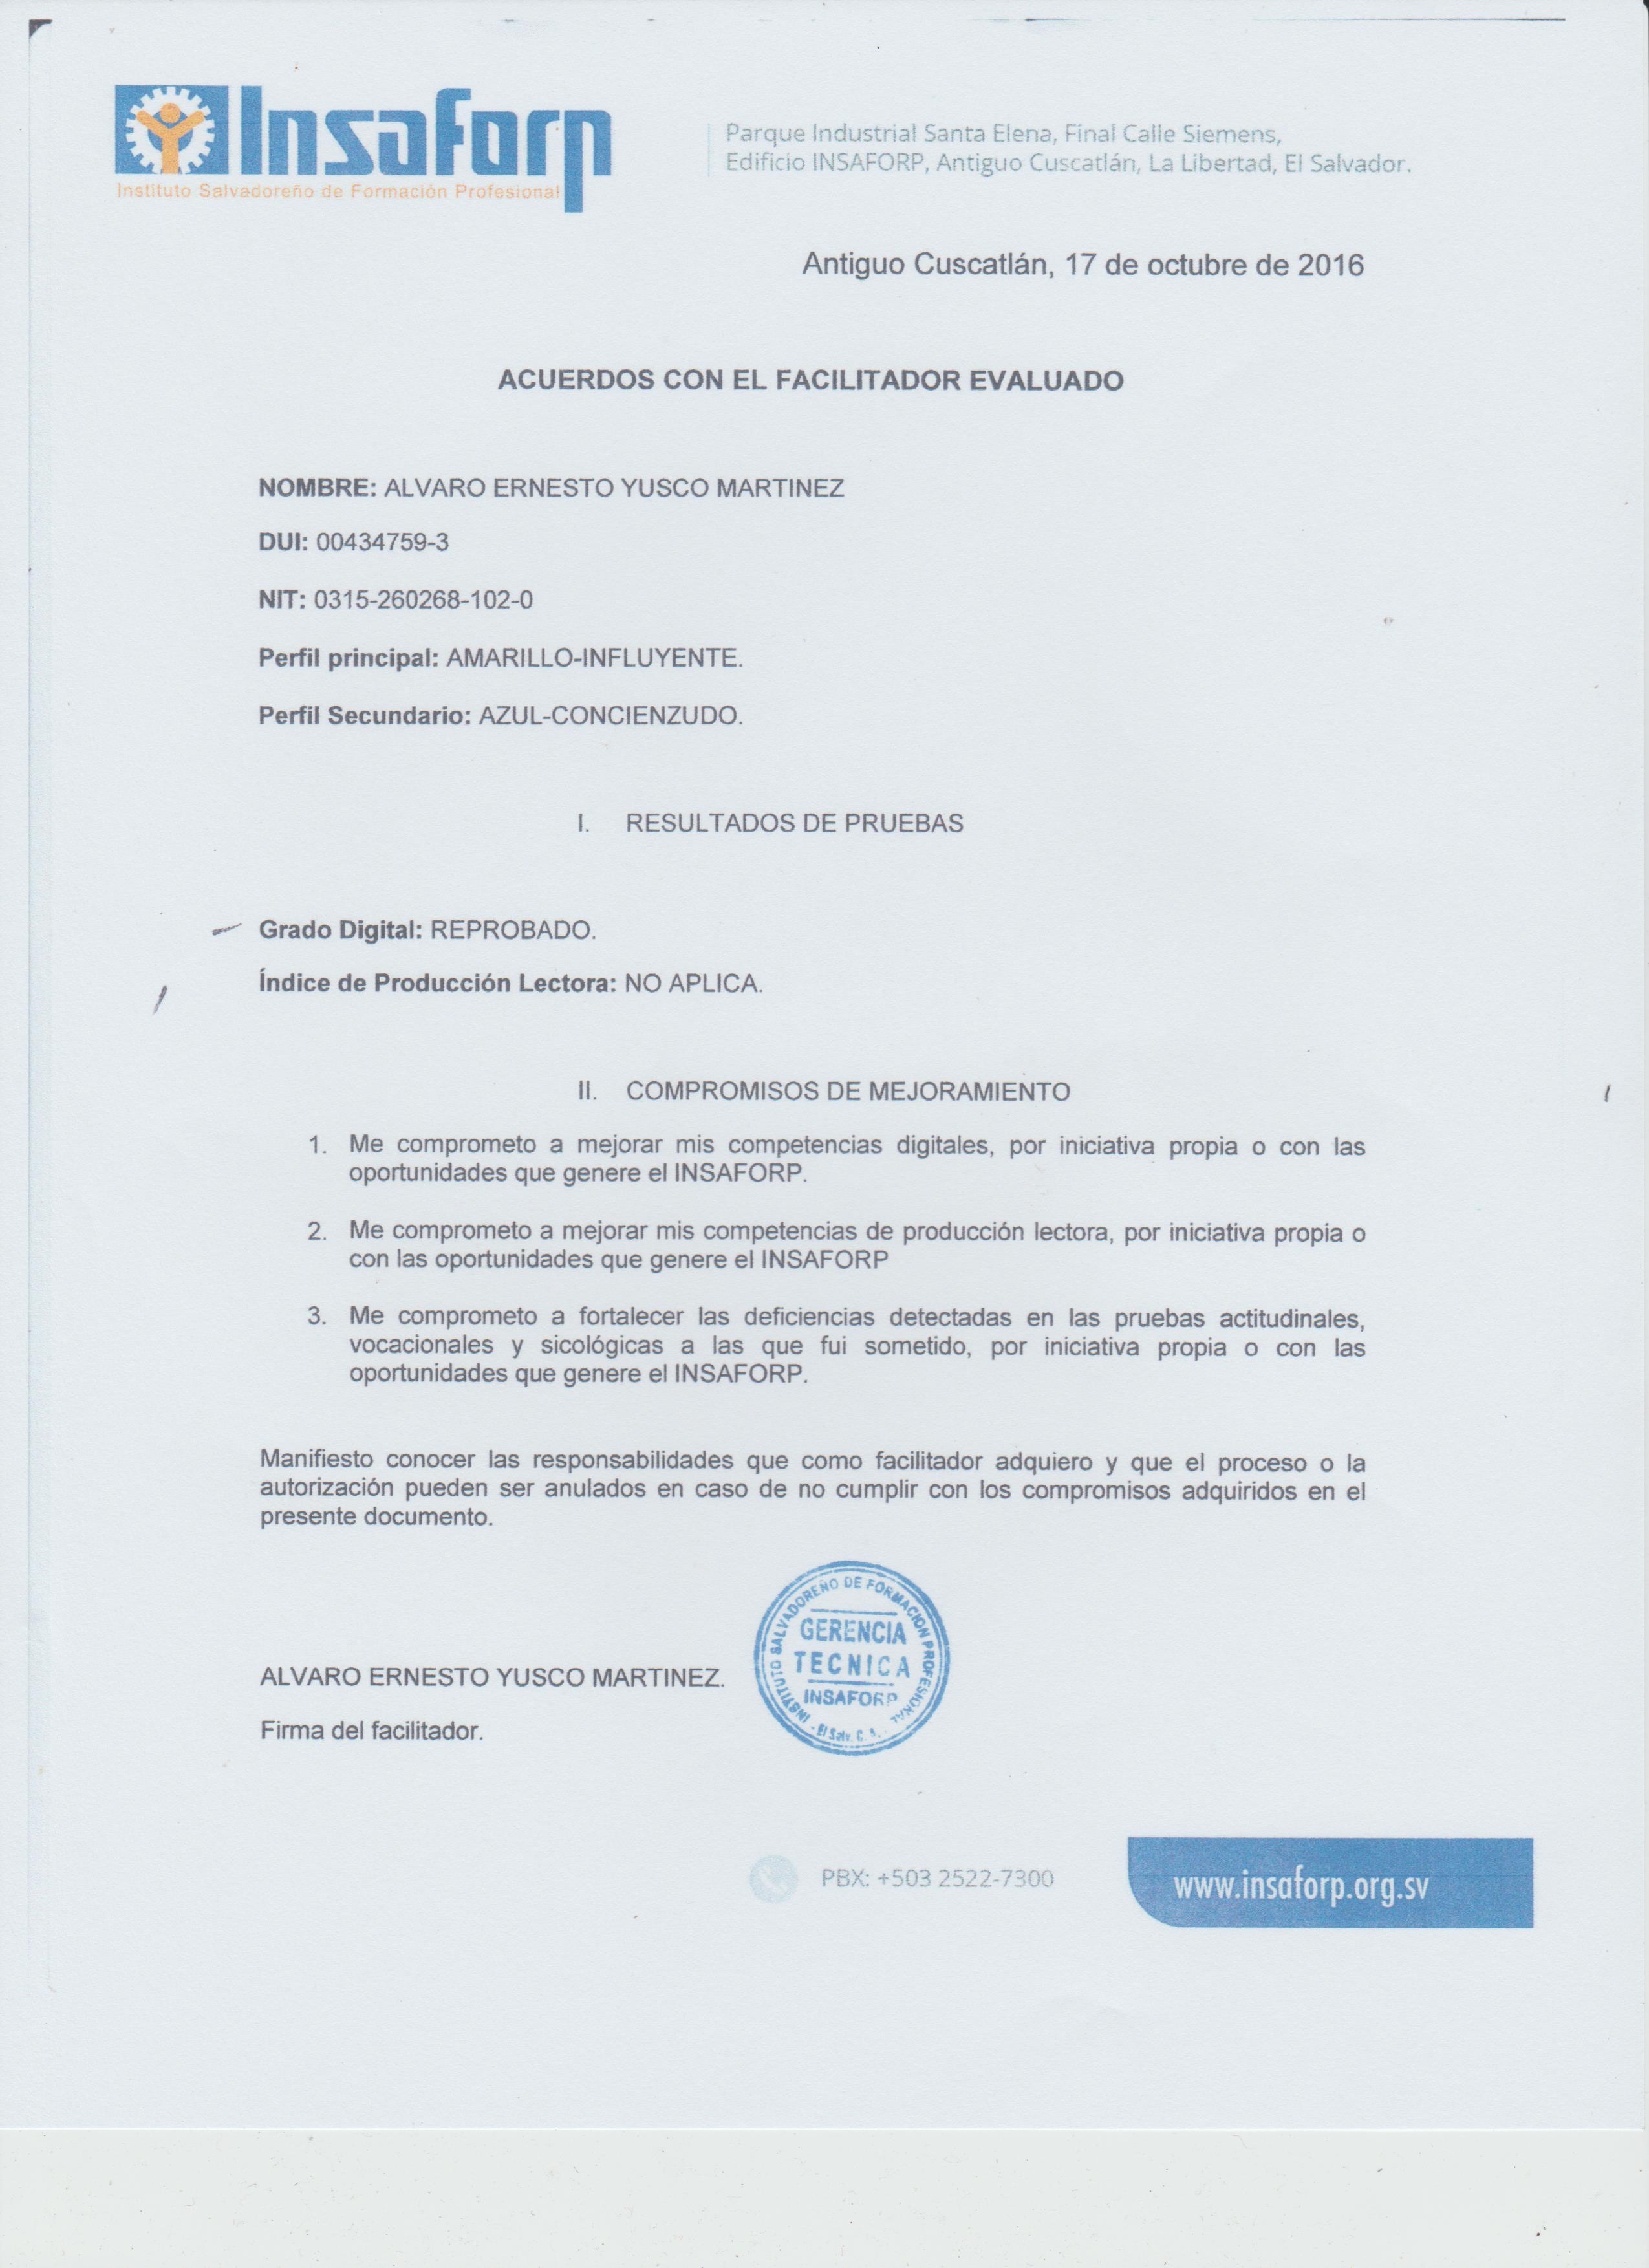 Insaforp
Instituto Salvadoreño de Formación Profesional
Parque Industrial Santa Elena, Final Calle Siemens,
Edificio INSAFORP, Antiguo Cuscatlán, La Libertad, El Salvador.
Antiguo Cuscatlán, 17 de octubre de 2016
ACUERDOS CON EL FACILITADOR EVALUADO
NOMBRE: ALVARO ERNESTO YUSCO MARTINEZ
DUI: 00434759-3
NIT: 0315-260268-102-0
Perfil principal: AMARILLO-INFLUYENTE.
Perfil Secundario: AZUL-CONCIENZUDO.
I. RESULTADOS DE PRUEBAS
Grado Digital: REPROBADO.
Índice de Producción Lectora: NO APLICA.
II. COMPROMISOS DE MEJORAMIENTO
1. Me comprometo a mejorar mis competencias digitales, por iniciativa propia o con las
oportunidades que genere el INSAFORP.
2. Me comprometo a mejorar mis competencias de producción lectora, por iniciativa propia o
con las oportunidades que genere el INSAFORP
3. Me comprometo a fortalecer las deficiencias detectadas en las pruebas actitudinales,
vocacionales y sicológicas a las que fui sometido, por iniciativa propia o con las
oportunidades que genere el INSAFORP.
Manifiesto conocer las responsabilidades que como facilitador adquiero y que el proceso o la
autorización pueden ser anulados en caso de no cumplir con los compromisos adquiridos en el
presente documento.
INSTITUTO SALVADOREÑO DE FORMACION PROFESIONAL
GERENCIA
TECNICA
INSAFORP
- El Salv. C. A. -
ALVARO ERNESTO YUSCO MARTINEZ.
Firma del facilitador.
PBX: +503 2522-7300
www.insaforp.org.sv